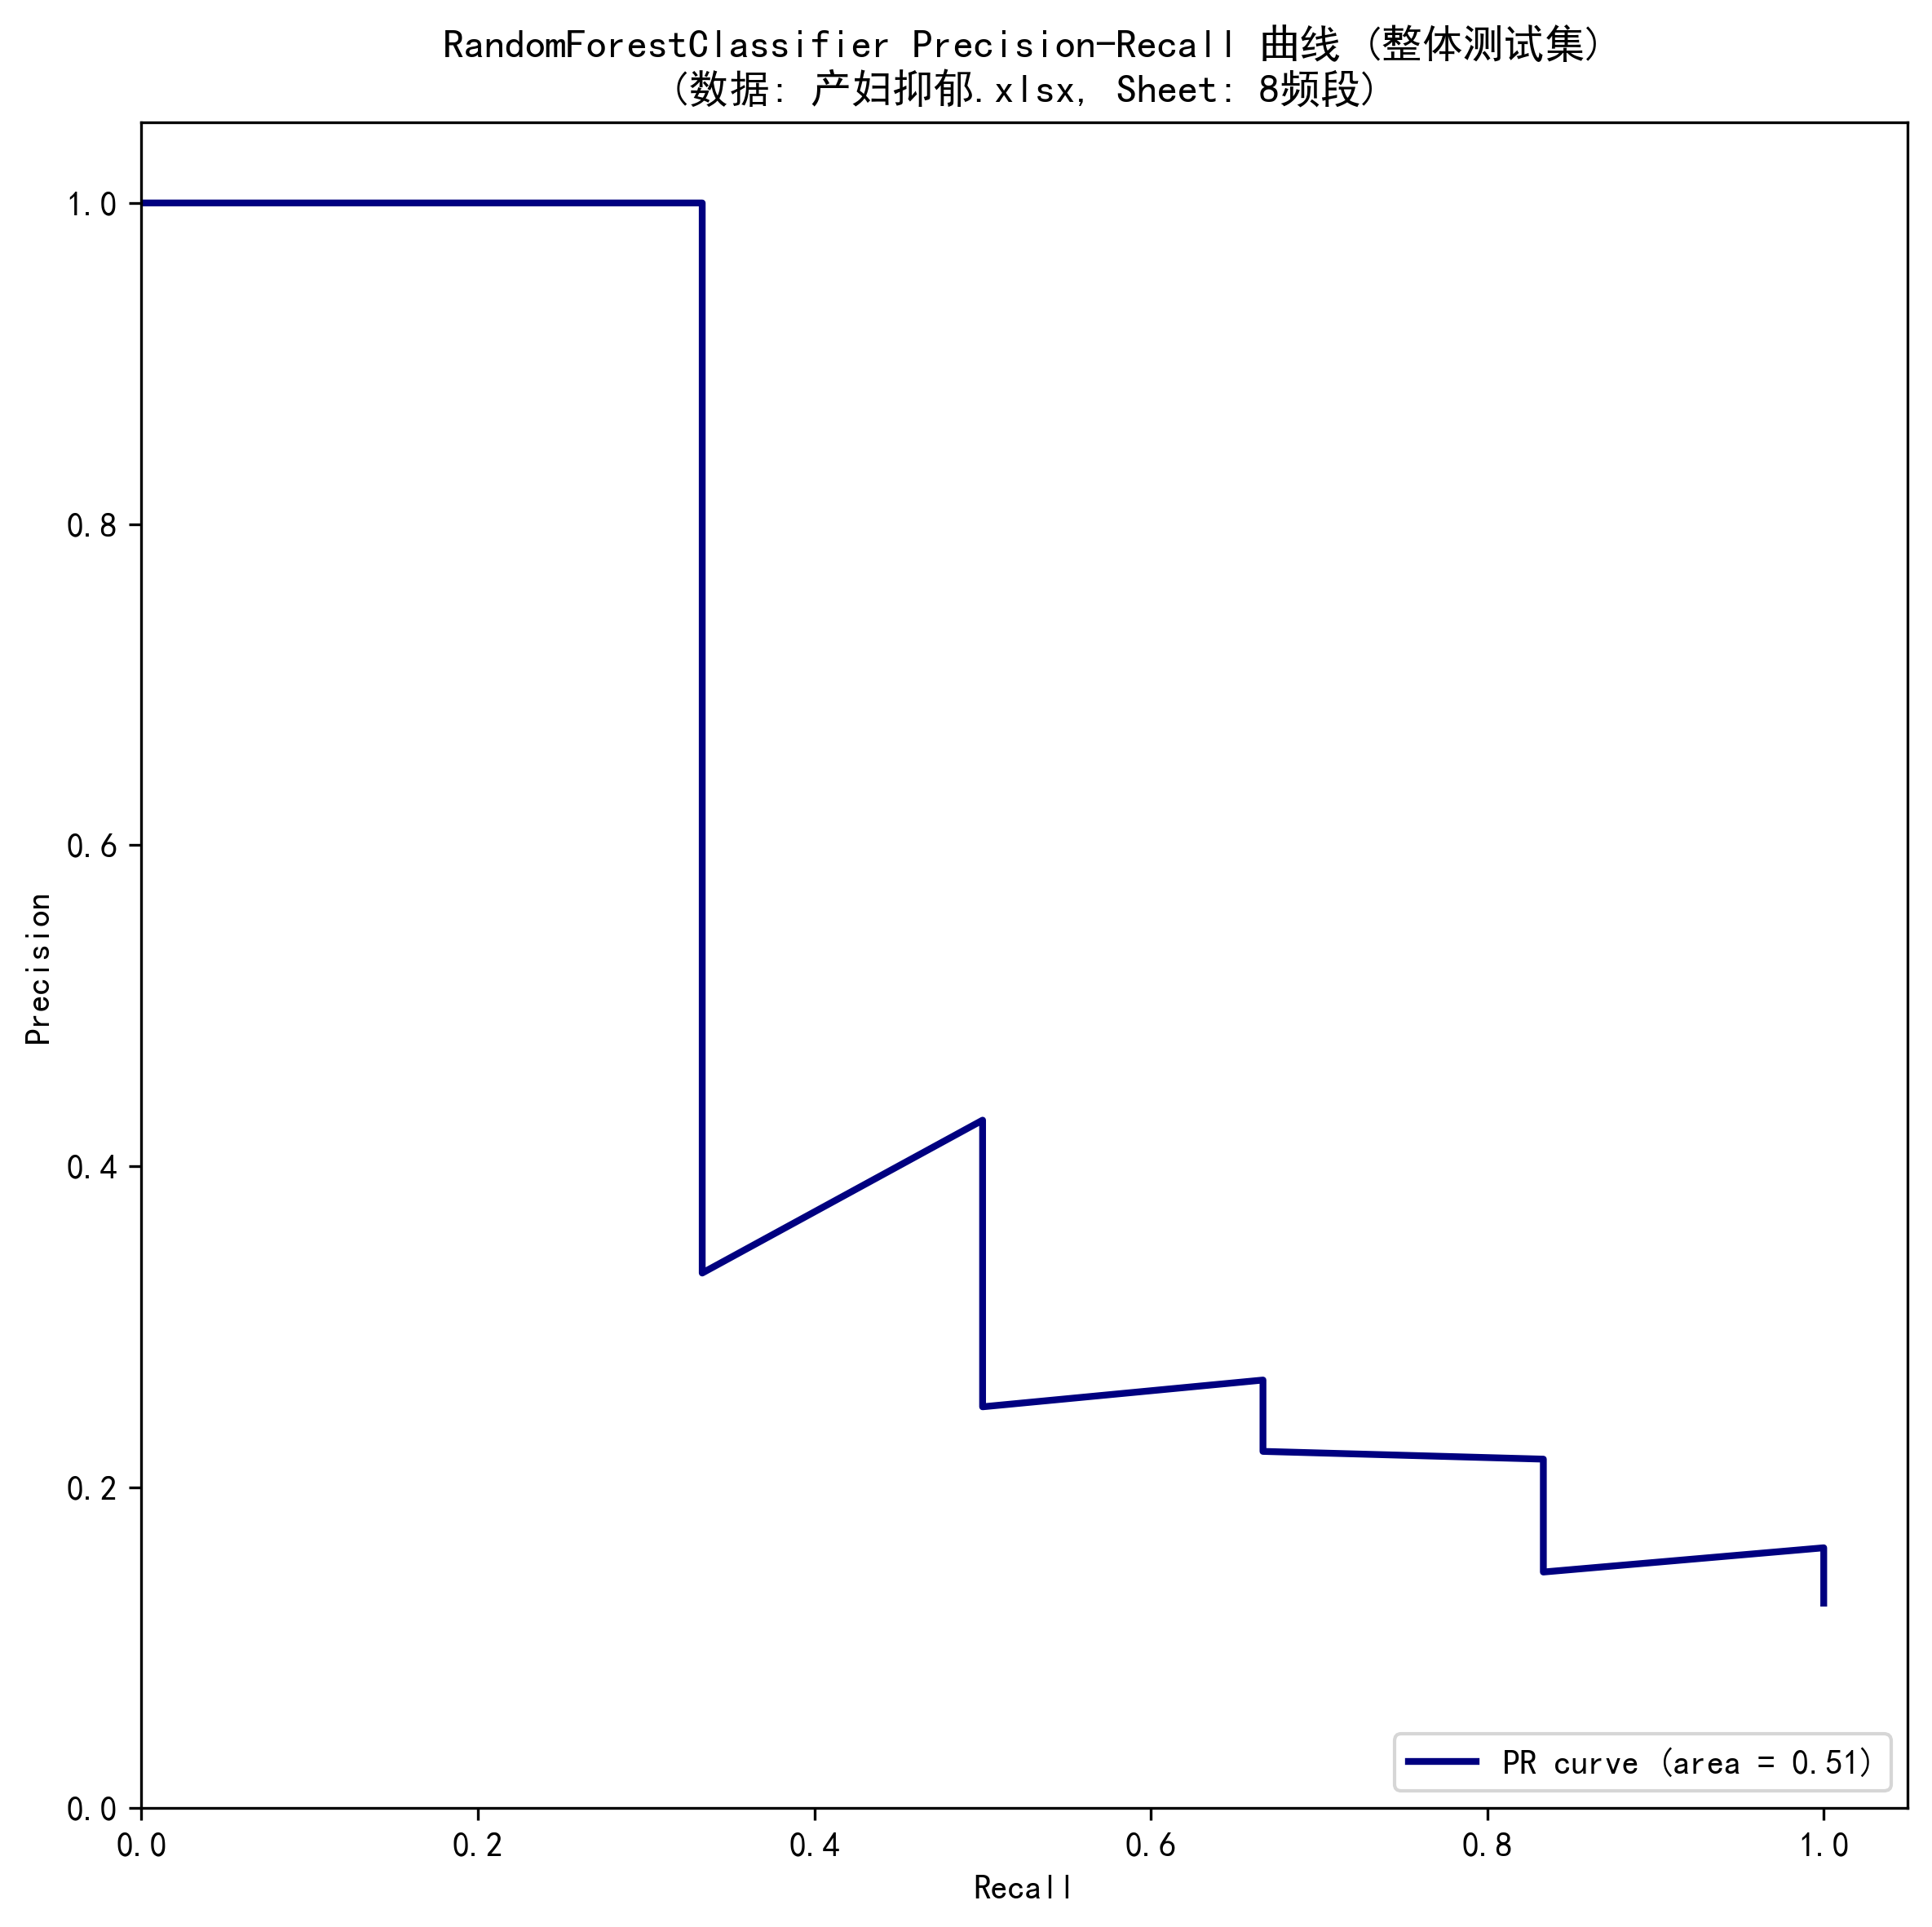 RandomForestClassifier Precision-Recall 曲线 (整体测试集)
(数据: 产妇抑郁.xlsx, Sheet: 8频段)
1.0
0.8
0.6
0.4
0.2
0.0
Precision
0.0 0.2 0.4 0.6 0.8 1.0
Recall
PR curve (area = 0.51)